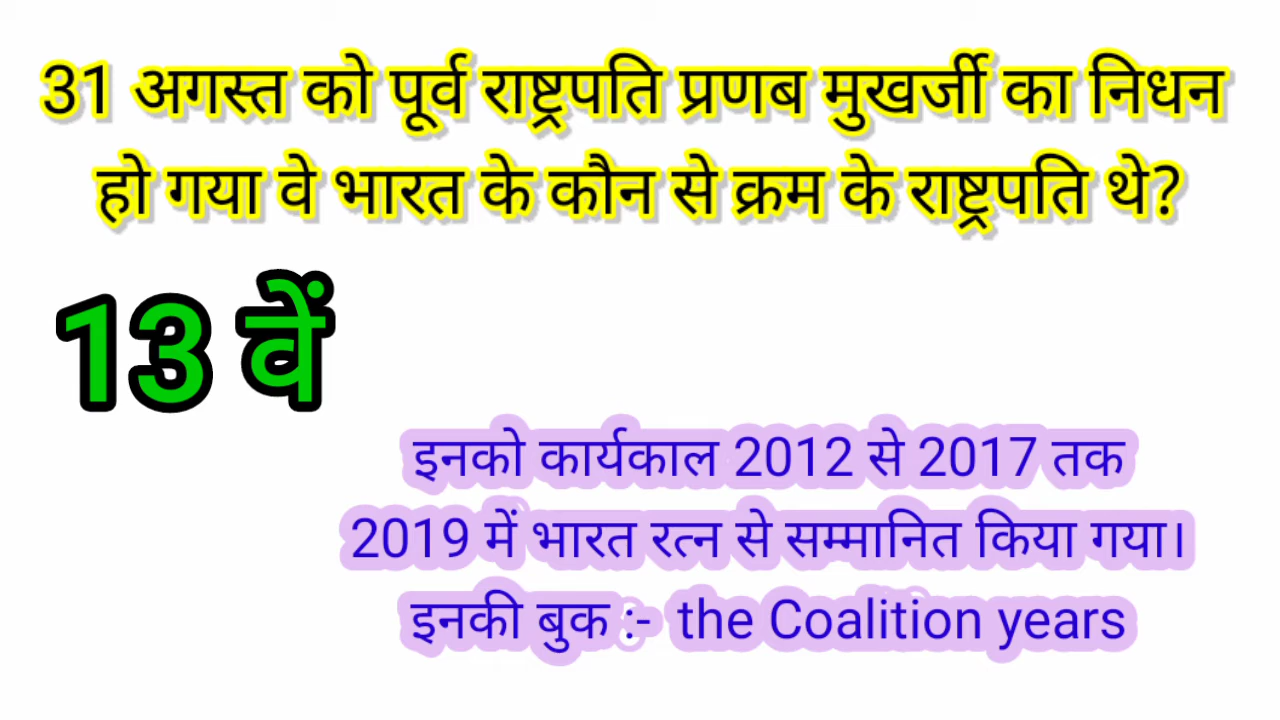 31 अगस्त को पूर्व राष्ट्रपति प्रणब मुखर्जी का निधन
हो गया वे भारत के कौन से क्रम के राष्ट्रपति थे?
13 वें
इनको कार्यकाल 2012 से 2017 तक
2019 में भारत रत्न से सम्मानित किया गया।
इनकी बुक :- the Coalition years